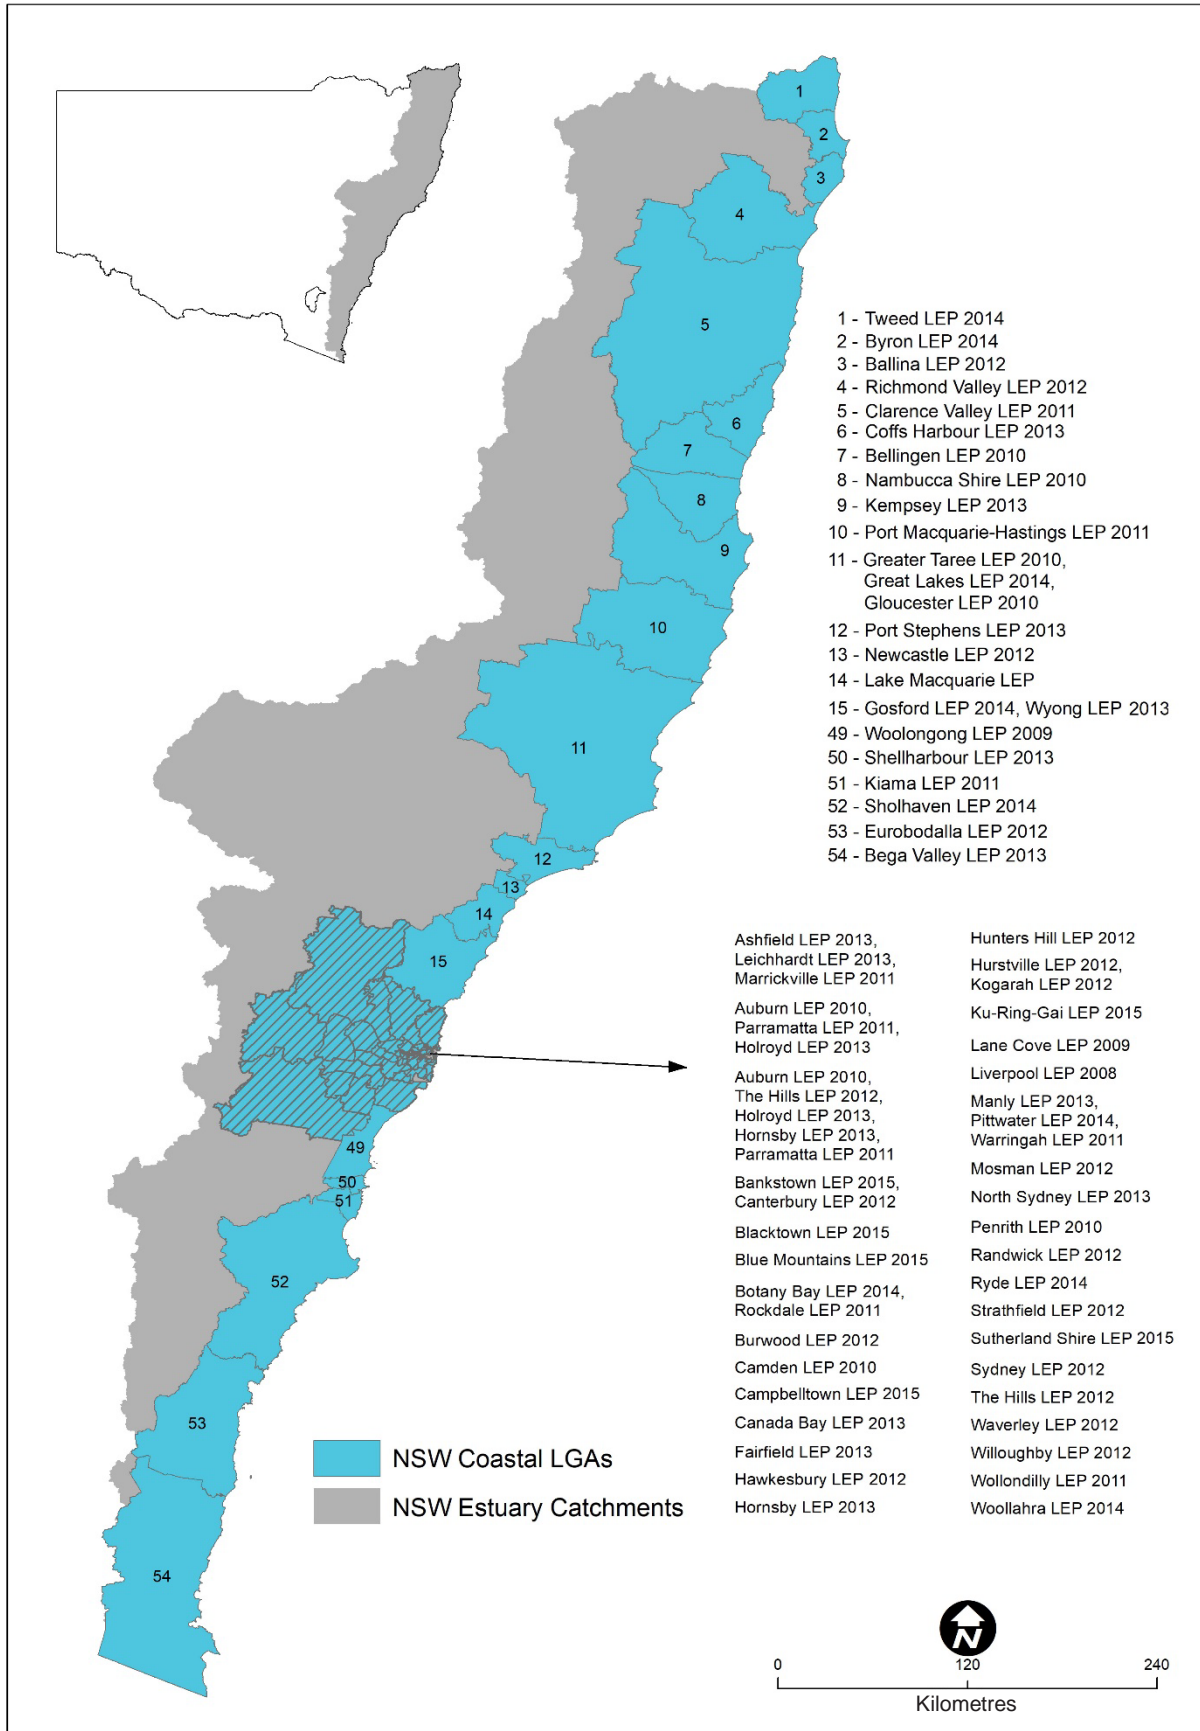 1
2
3
4
5
6
7
8
9
10
11
12
13
14
15
49
50
51
52
53
54
1 - Tweed LEP 2014
2 - Byron LEP 2014
3 - Ballina LEP 2012
4 - Richmond Valley LEP 2012
5 - Clarence Valley LEP 2011
6 - Coffs Harbour LEP 2013
7 - Bellingen LEP 2010
8 - Nambucca Shire LEP 2010
9 - Kempsey LEP 2013
10 - Port Macquarie-Hastings LEP 2011
11 - Greater Taree LEP 2010,
Great Lakes LEP 2014,
Gloucester LEP 2010
12 - Port Stephens LEP 2013
13 - Newcastle LEP 2012
14 - Lake Macquarie LEP
15 - Gosford LEP 2014, Wyong LEP 2013
49 - Woolongong LEP 2009
50 - Shellharbour LEP 2013
51 - Kiama LEP 2011
52 - Sholhaven LEP 2014
53 - Eurobodalla LEP 2012
54 - Bega Valley LEP 2013
Ashfield LEP 2013,
Leichhardt LEP 2013,
Marrickville LEP 2011
Auburn LEP 2010,
Parramatta LEP 2011,
Holroyd LEP 2013
Auburn LEP 2010,
The Hills LEP 2012,
Holroyd LEP 2013,
Hornsby LEP 2013,
Parramatta LEP 2011
Bankstown LEP 2015,
Canterbury LEP 2012
Blacktown LEP 2015
Blue Mountains LEP 2015
Botany Bay LEP 2014,
Rockdale LEP 2011
Burwood LEP 2012
Camden LEP 2010
Campbelltown LEP 2015
Canada Bay LEP 2013
Fairfield LEP 2013
Hawkesbury LEP 2012
Hornsby LEP 2013
Hunters Hill LEP 2012
Hurstville LEP 2012,
Kogarah LEP 2012
Ku-Ring-Gai LEP 2015
Lane Cove LEP 2009
Liverpool LEP 2008
Manly LEP 2013,
Pittwater LEP 2014,
Warringah LEP 2011
Mosman LEP 2012
North Sydney LEP 2013
Penrith LEP 2010
Randwick LEP 2012
Ryde LEP 2014
Strathfield LEP 2012
Sutherland Shire LEP 2015
Sydney LEP 2012
The Hills LEP 2012
Waverley LEP 2012
Willoughby LEP 2012
Wollondilly LEP 2011
Woollahra LEP 2014
NSW Coastal LGAs
NSW Estuary Catchments
N
0 120 240
Kilometres